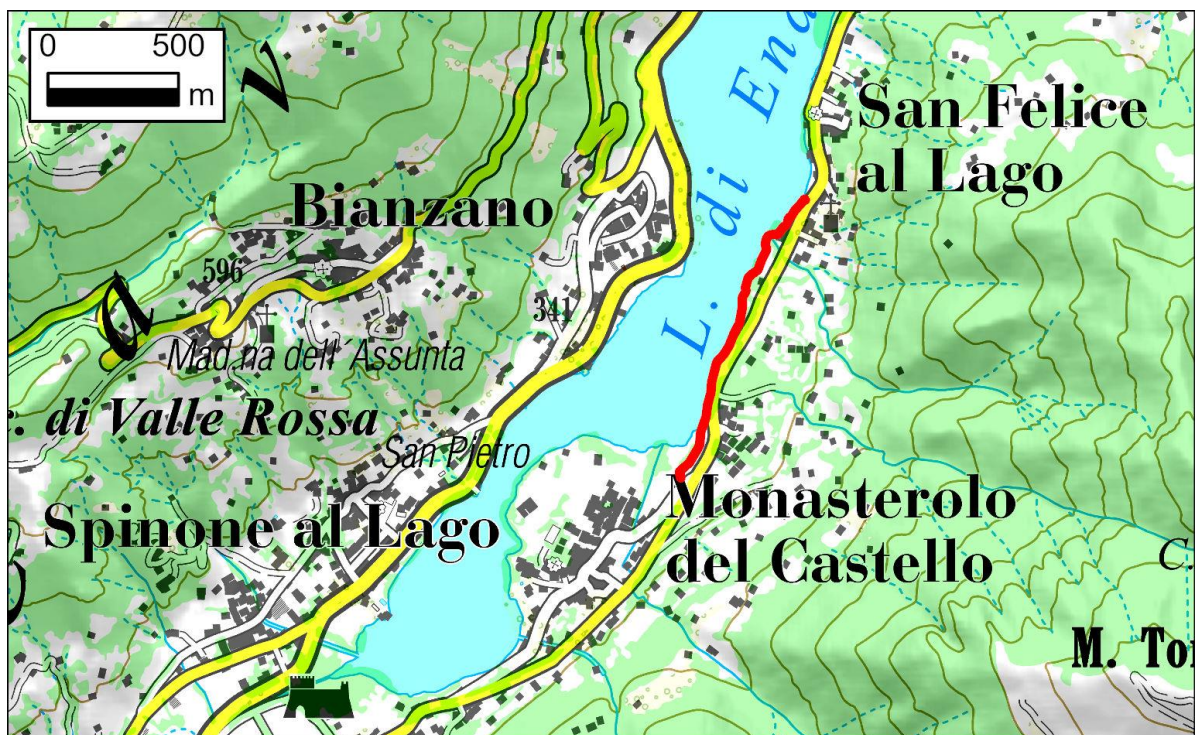 0 500
m
v
L. di End
San Felice
al Lago
Bianzano
596
a
341
Mad.na dell' Assunta
di Valle Rossa
San Pietro
Spinone al Lago
Monasterolo
del Castello
C.
M. To